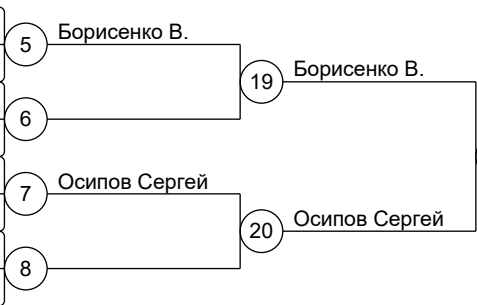 5 Борисенко В.
19 Борисенко В.
6
7 Осипов Сергей
20 Осипов Сергей
8